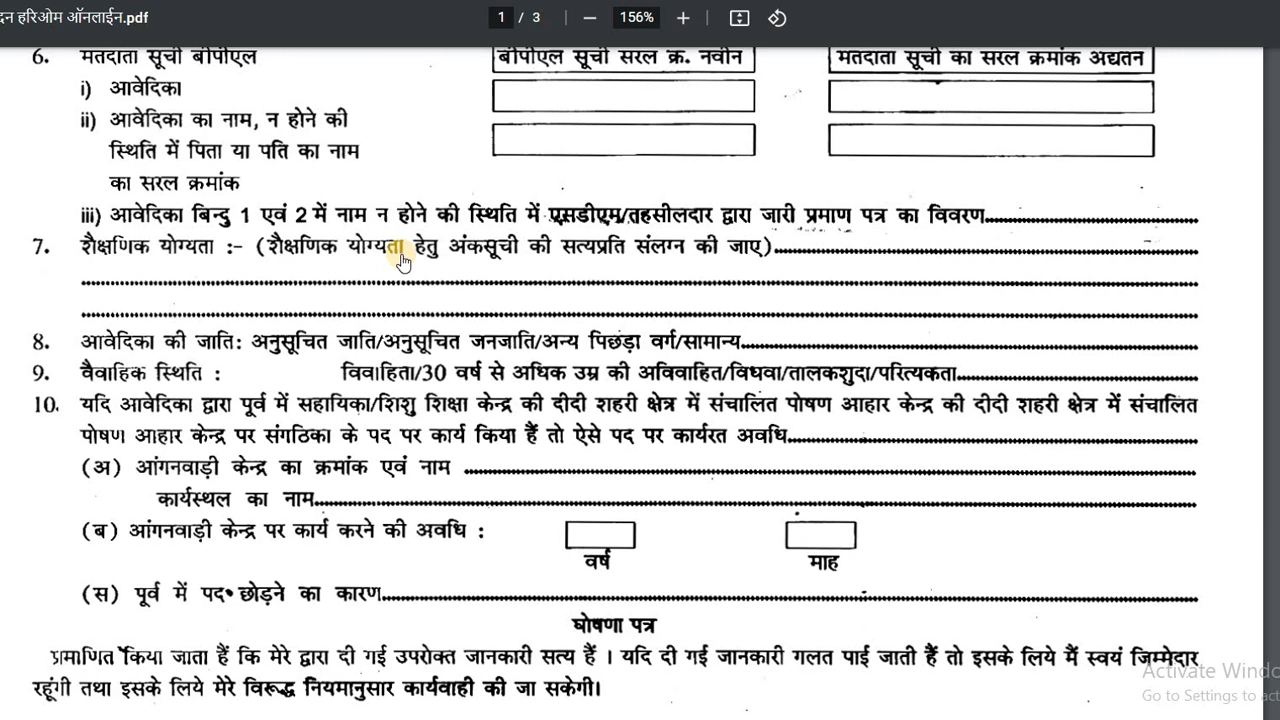 दन हरिओम ऑनलाईन.pdf
1 / 3 — 156% +
6. मतदाता सूची बीपीएल बीपीएल सूची सरल क्र. नवीन मतदाता सूची का सरल क्रमांक अद्यतन
i) आवेदिका
ii) आवेदिका का नाम, न होने की
स्थिति में पिता या पति का नाम
का सरल क्रमांक
iii) आवेदिका बिन्दु 1 एवं 2 में नाम न होने की स्थिति में एसडीएम/तहसीलदार द्वारा जारी प्रमाण पत्र का विवरण
7. शैक्षणिक योग्यता :- (शैक्षणिक योग्यता हेतु अंकसूची की सत्यप्रति संलग्न की जाए)
8. आवेदिका की जाति: अनुसूचित जाति/अनुसूचित जनजाति/अन्य पिछड़ा वर्ग/सामान्य
9. वैवाहिक स्थिति : विवाहिता/30 वर्ष से अधिक उम्र की अविवाहित/विधवा/तालकशुदा/परित्यकता
10. यदि आवेदिका द्वारा पूर्व में सहायिका/शिशु शिक्षा केन्द्र की दीदी शहरी क्षेत्र में संचालित पोषण आहार केन्द्र की दीदी शहरी क्षेत्र में संचालित
पोषण आहार केन्द्र पर संगठिका के पद पर कार्य किया हैं तो ऐसे पद पर कार्यरत अवधि
(अ) आंगनवाड़ी केन्द्र का क्रमांक एवं नाम
कार्यस्थल का नाम
(ब) आंगनवाड़ी केन्द्र पर कार्य करने की अवधि :
वर्ष माह
(स) पूर्व में पद छोड़ने का कारण
घोषणा पत्र
प्रमाणित किया जाता हैं कि मेरे द्वारा दी गई उपरोक्त जानकारी सत्य हैं । यदि दी गई जानकारी गलत पाई जाती हैं तो इसके लिये मैं स्वयं जिम्मेदार
रहूंगी तथा इसके लिये मेरे विरूद्ध नियमानुसार कार्यवाही की जा सकेगी।
Activate Windo
Go to Settings to act